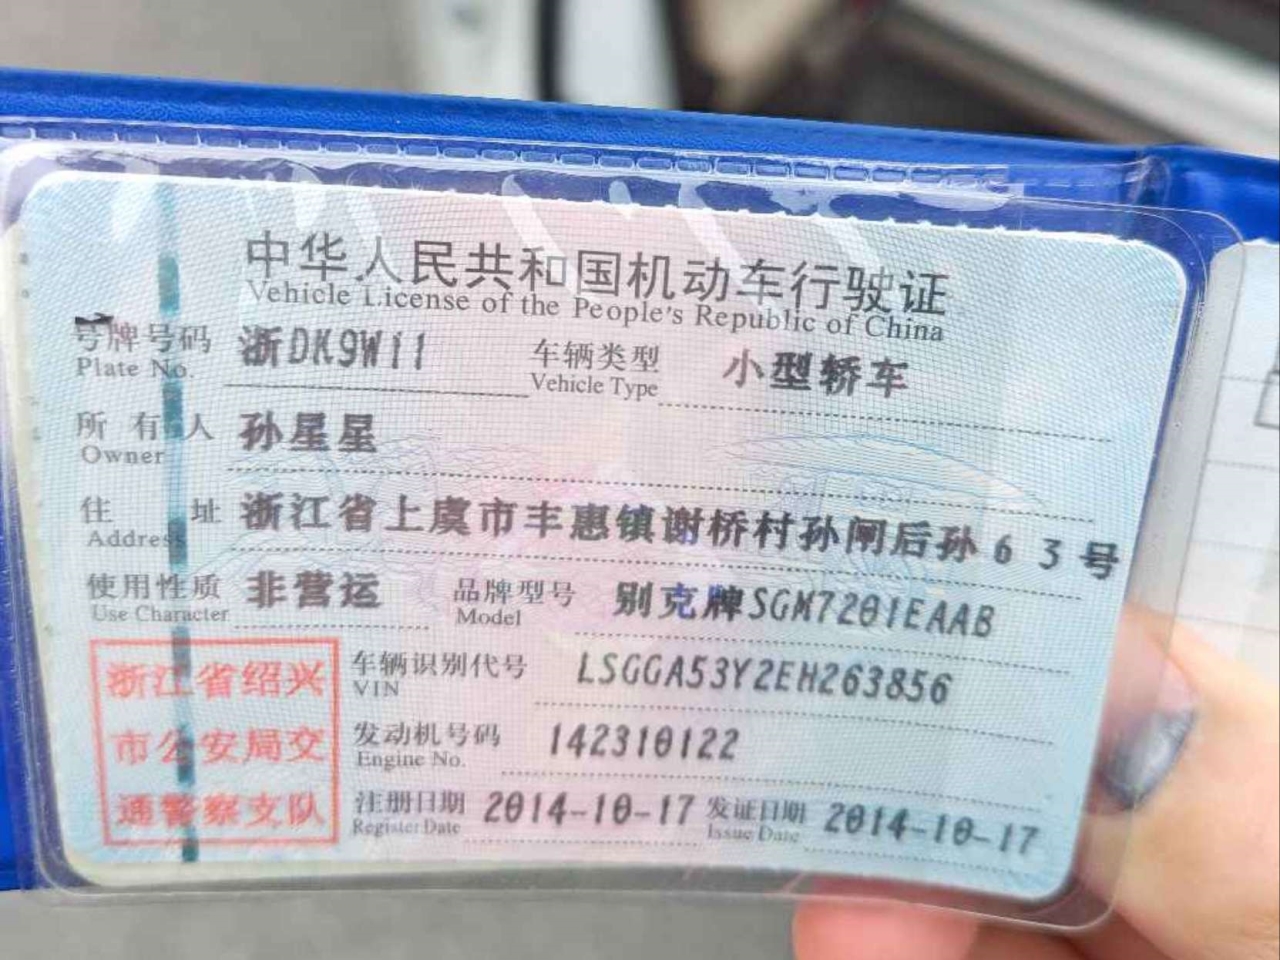 中华人民共和国机动车行驶证
Vehicle License of the People's Republic of China
号牌号码 浙DK9W11 车辆类型 小型轿车
Plate No. Vehicle Type
所有人 孙星星
Owner
住址 浙江省上虞市丰惠镇谢桥村孙闸后孙63号
Address
使用性质 非营运 品牌型号 别克牌SGM7201EAAB
Use Character Model
浙江省绍兴
市公安局交
通警察支队
车辆识别代号 LSGGA53Y2EH263856
VIN
发动机号码 142310122
Engine No.
注册日期 2014-10-17 发证日期 2014-10-17
Register Date Issue Date